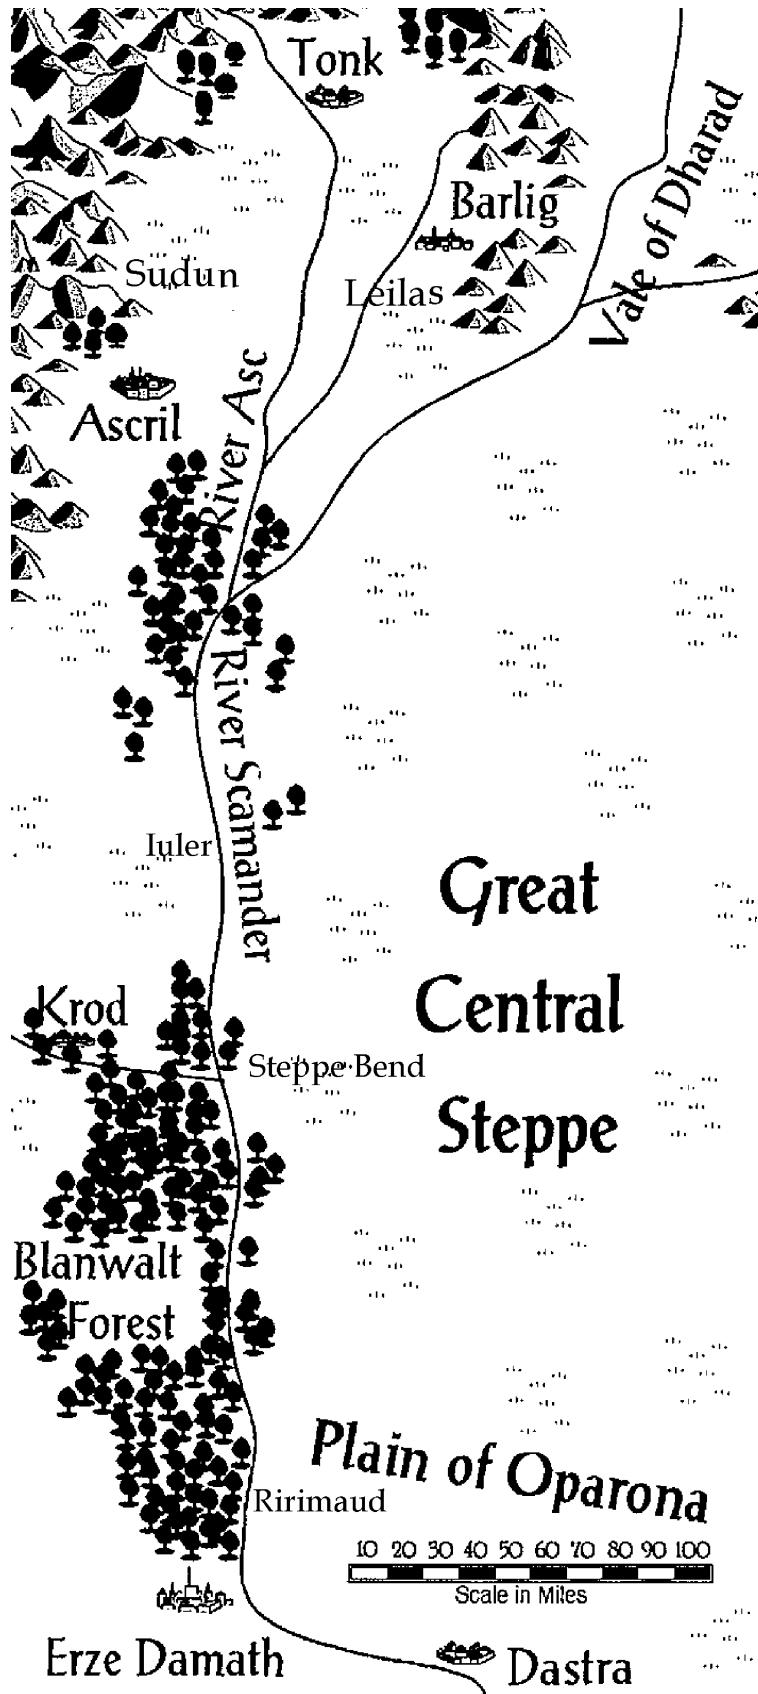 Tonk
Vale of Dharad
Barlig
Sudun
Leilas
River Asc
Ascril
River Scamander
Iuler
Great
Central
Steppe
Krod
Steppe Bend
Blanwalt
Forest
Plain of Oparona
Ririmaud
10 20 30 40 50 60 70 80 90 100
Scale in Miles
Erze Damath
Dastra